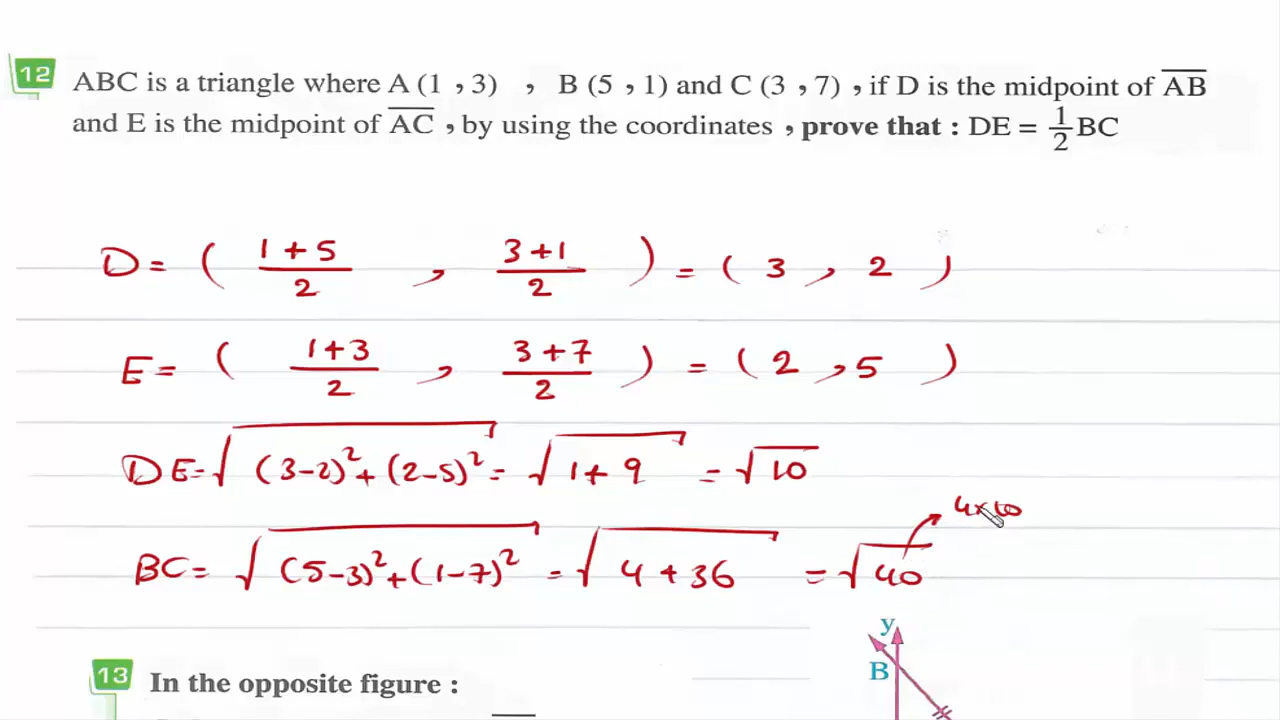 12 ABC is a triangle where A (1 , 3) , B (5 , 1) and C (3 , 7) , if D is the midpoint of A̅B̅
and E is the midpoint of A̅C̅ , by using the coordinates , prove that : DE = 1/2 BC
D = ( 1+5/2 , 3+1/2 ) = ( 3 , 2 )
E = ( 1+3/2 , 3+7/2 ) = ( 2 , 5 )
DE = √(3-2)²+(2-5)² = √1+9 = √10
4×10
BC = √(5-3)²+(1-7)² = √4+36 = √40
y
13 In the opposite figure :
B